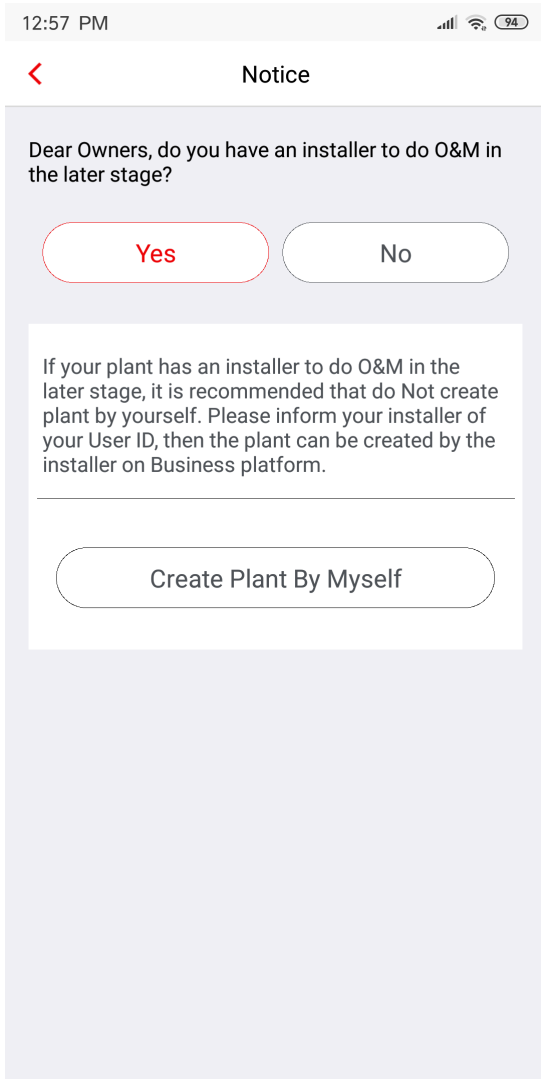 12:57 PM
94
Notice
Dear Owners, do you have an installer to do O&M in
the later stage?
Yes
No
If your plant has an installer to do O&M in the
later stage, it is recommended that do Not create
plant by yourself. Please inform your installer of
your User ID, then the plant can be created by the
installer on Business platform.
Create Plant By Myself